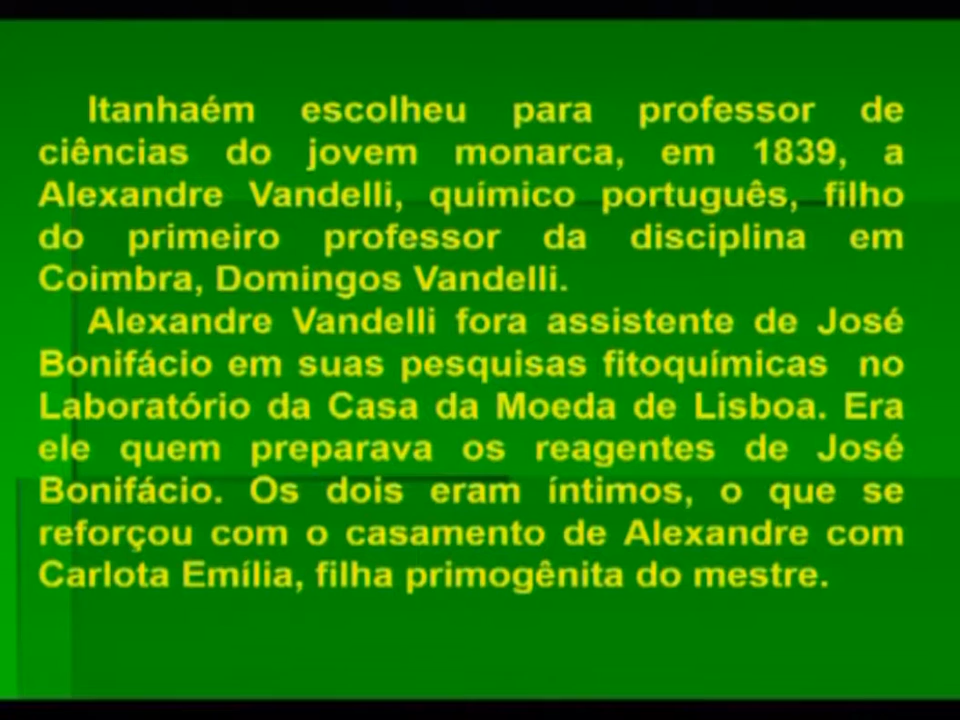 Itanhaém escolheu para professor de
ciências do jovem monarca, em 1839, a
Alexandre Vandelli, químico português, filho
do primeiro professor da disciplina em
Coimbra, Domingos Vandelli.
Alexandre Vandelli fora assistente de José
Bonifácio em suas pesquisas fitoquímicas no
Laboratório da Casa da Moeda de Lisboa. Era
ele quem preparava os reagentes de José
Bonifácio. Os dois eram íntimos, o que se
reforçou com o casamento de Alexandre com
Carlota Emília, filha primogênita do mestre.